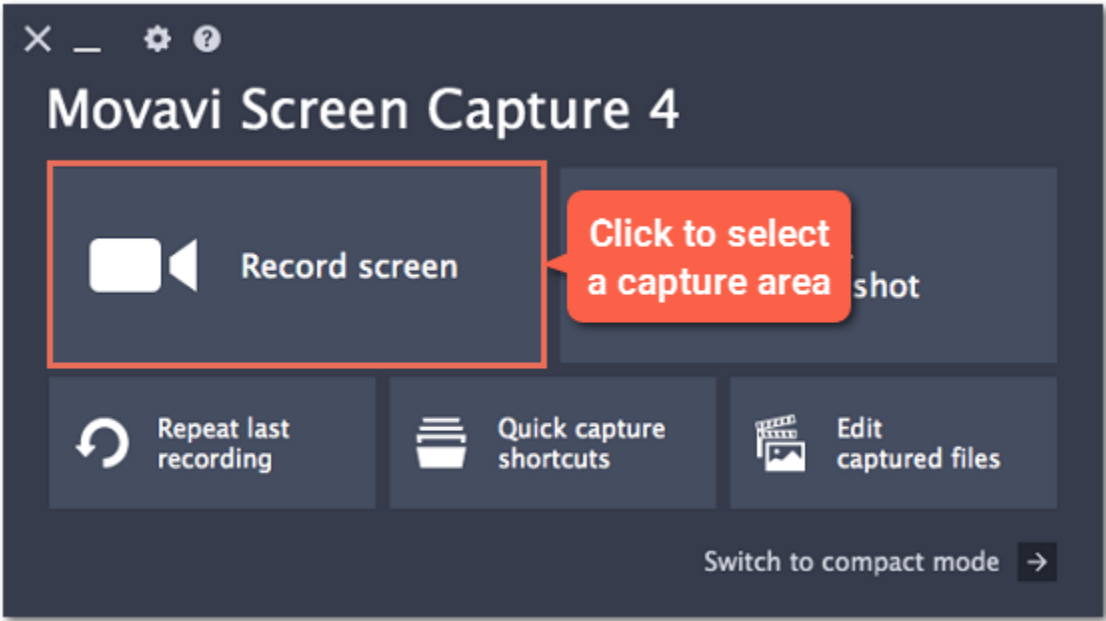 Movavi Screen Capture 4
Record screen
Click to select
a capture area
shot
Repeat last
recording
Quick capture
shortcuts
Edit
captured files
Switch to compact mode